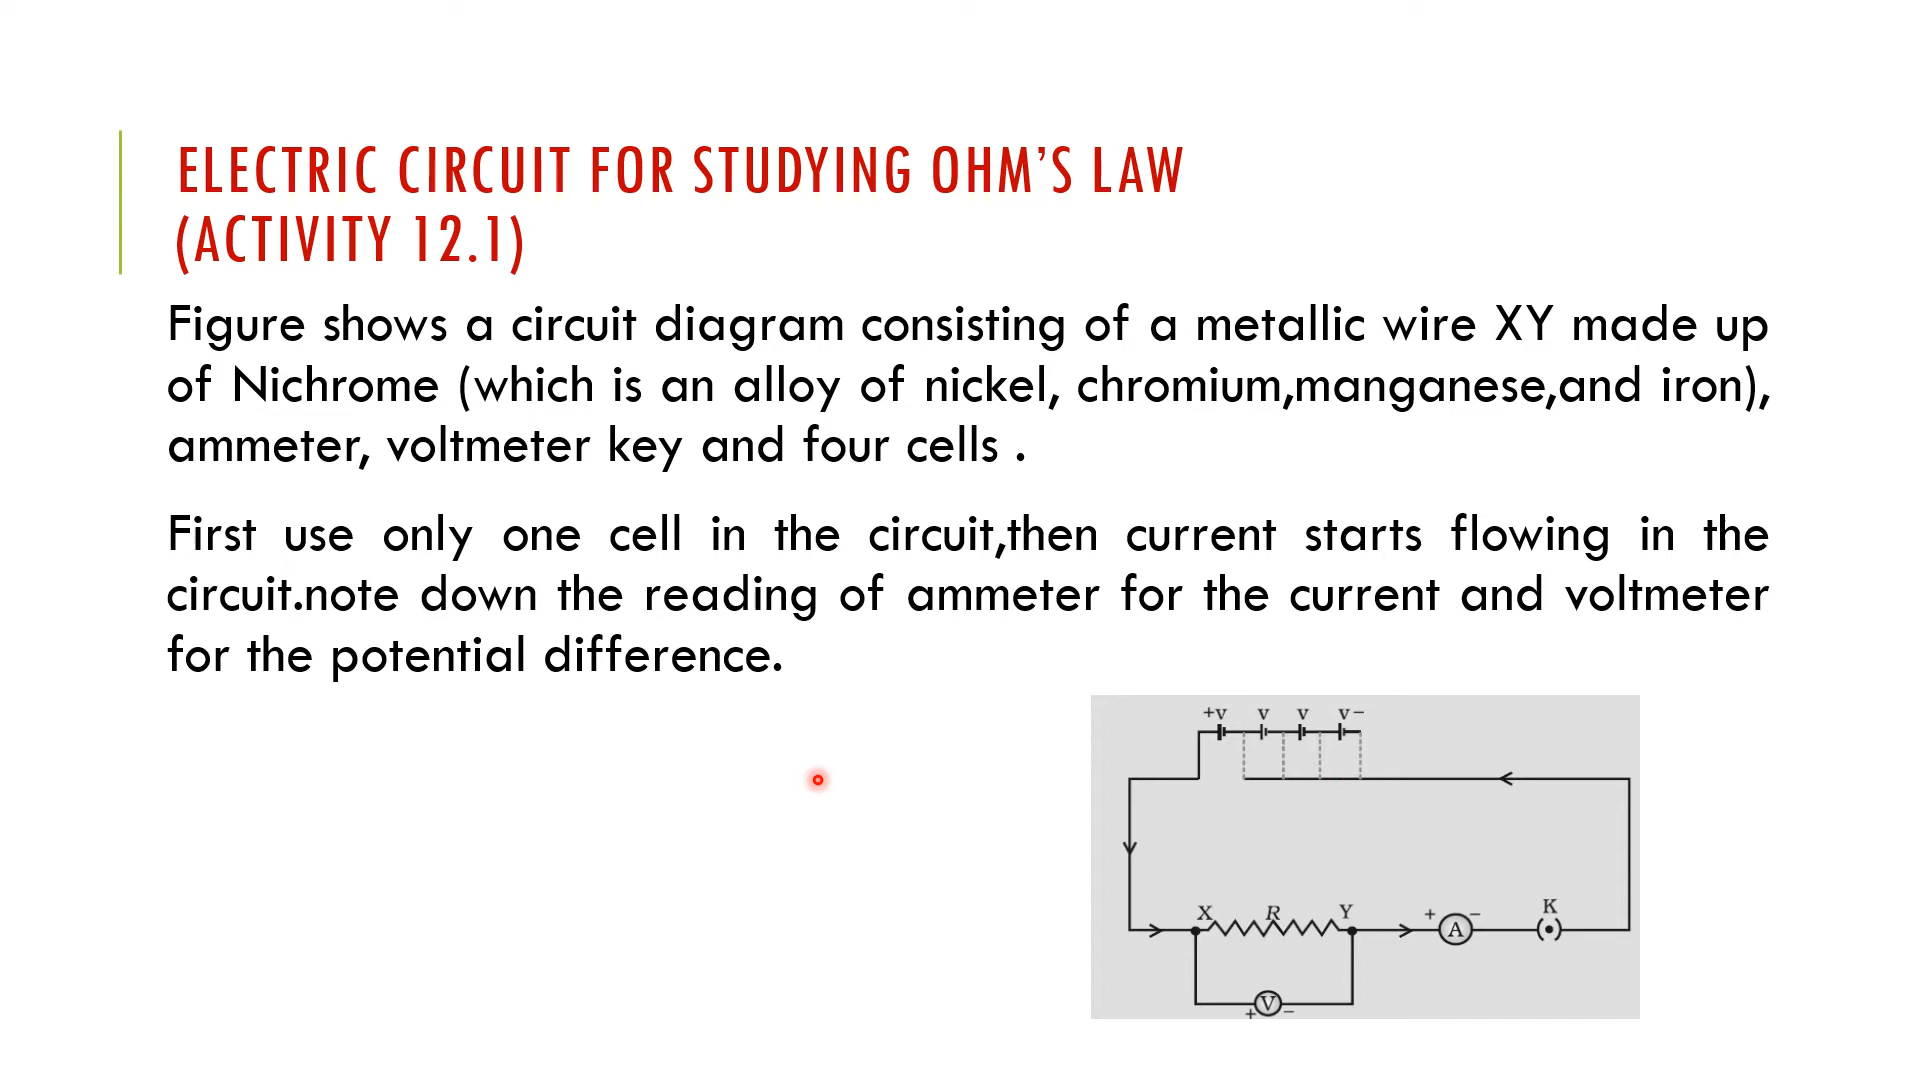 ELECTRIC CIRCUIT FOR STUDYING OHM’S LAW
(ACTIVITY 12.1)
Figure shows a circuit diagram consisting of a metallic wire XY made up
of Nichrome (which is an alloy of nickel, chromium,manganese,and iron),
ammeter, voltmeter key and four cells .
First use only one cell in the circuit,then current starts flowing in the
circuit.note down the reading of ammeter for the current and voltmeter
for the potential difference.
+v v v v−
X R Y + A − K
+ V −